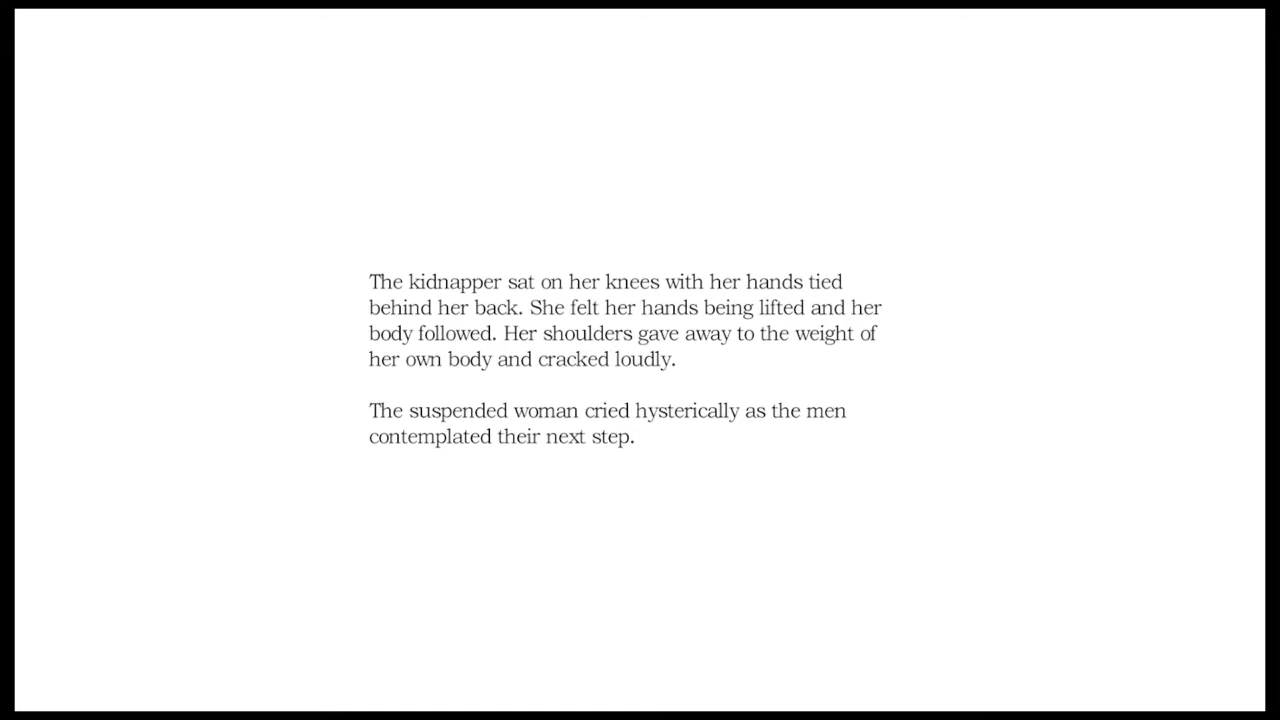 The kidnapper sat on her knees with her hands tied
behind her back. She felt her hands being lifted and her
body followed. Her shoulders gave away to the weight of
her own body and cracked loudly.
The suspended woman cried hysterically as the men
contemplated their next step.